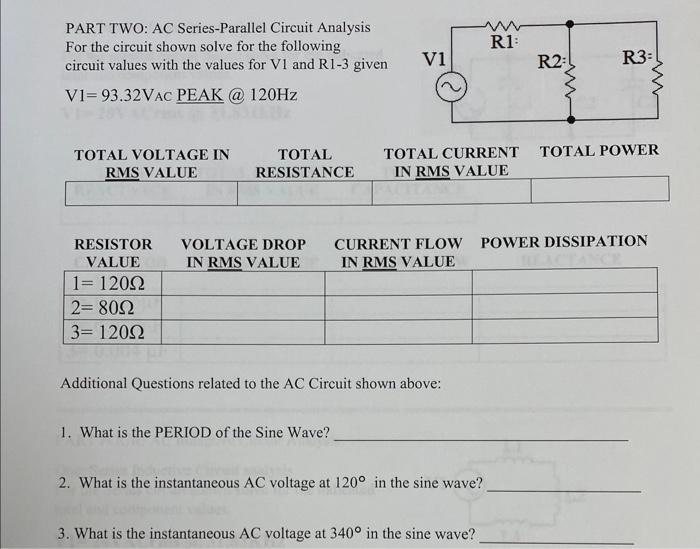 PART TWO: AC Series-Parallel Circuit Analysis
For the circuit shown solve for the following
circuit values with the values for V1 and R1-3 given
V1= 93.32VAC PEAK @ 120Hz
V1
R1:
R2:
R3:
TOTAL VOLTAGE IN RMS VALUE
TOTAL RESISTANCE
TOTAL CURRENT IN RMS VALUE
TOTAL POWER
RESISTOR VALUE
VOLTAGE DROP IN RMS VALUE
CURRENT FLOW IN RMS VALUE
POWER DISSIPATION
1= 120Ω
2= 80Ω
3= 120Ω
Additional Questions related to the AC Circuit shown above:
1. What is the PERIOD of the Sine Wave?
2. What is the instantaneous AC voltage at 120° in the sine wave?
3. What is the instantaneous AC voltage at 340° in the sine wave?